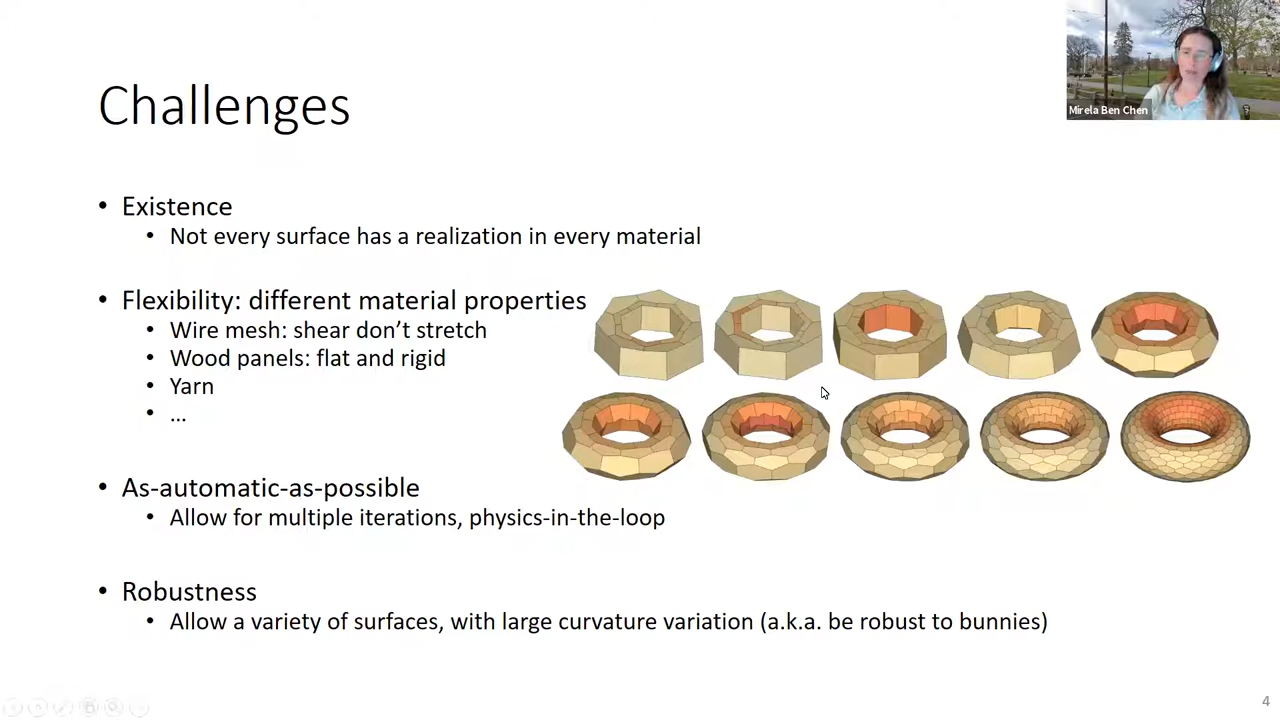 Mirela Ben Chen
Challenges
• Existence
• Not every surface has a realization in every material
• Flexibility: different material properties
• Wire mesh: shear don’t stretch
• Wood panels: flat and rigid
• Yarn
• …
• As-automatic-as-possible
• Allow for multiple iterations, physics-in-the-loop
• Robustness
• Allow a variety of surfaces, with large curvature variation (a.k.a. be robust to bunnies)
4